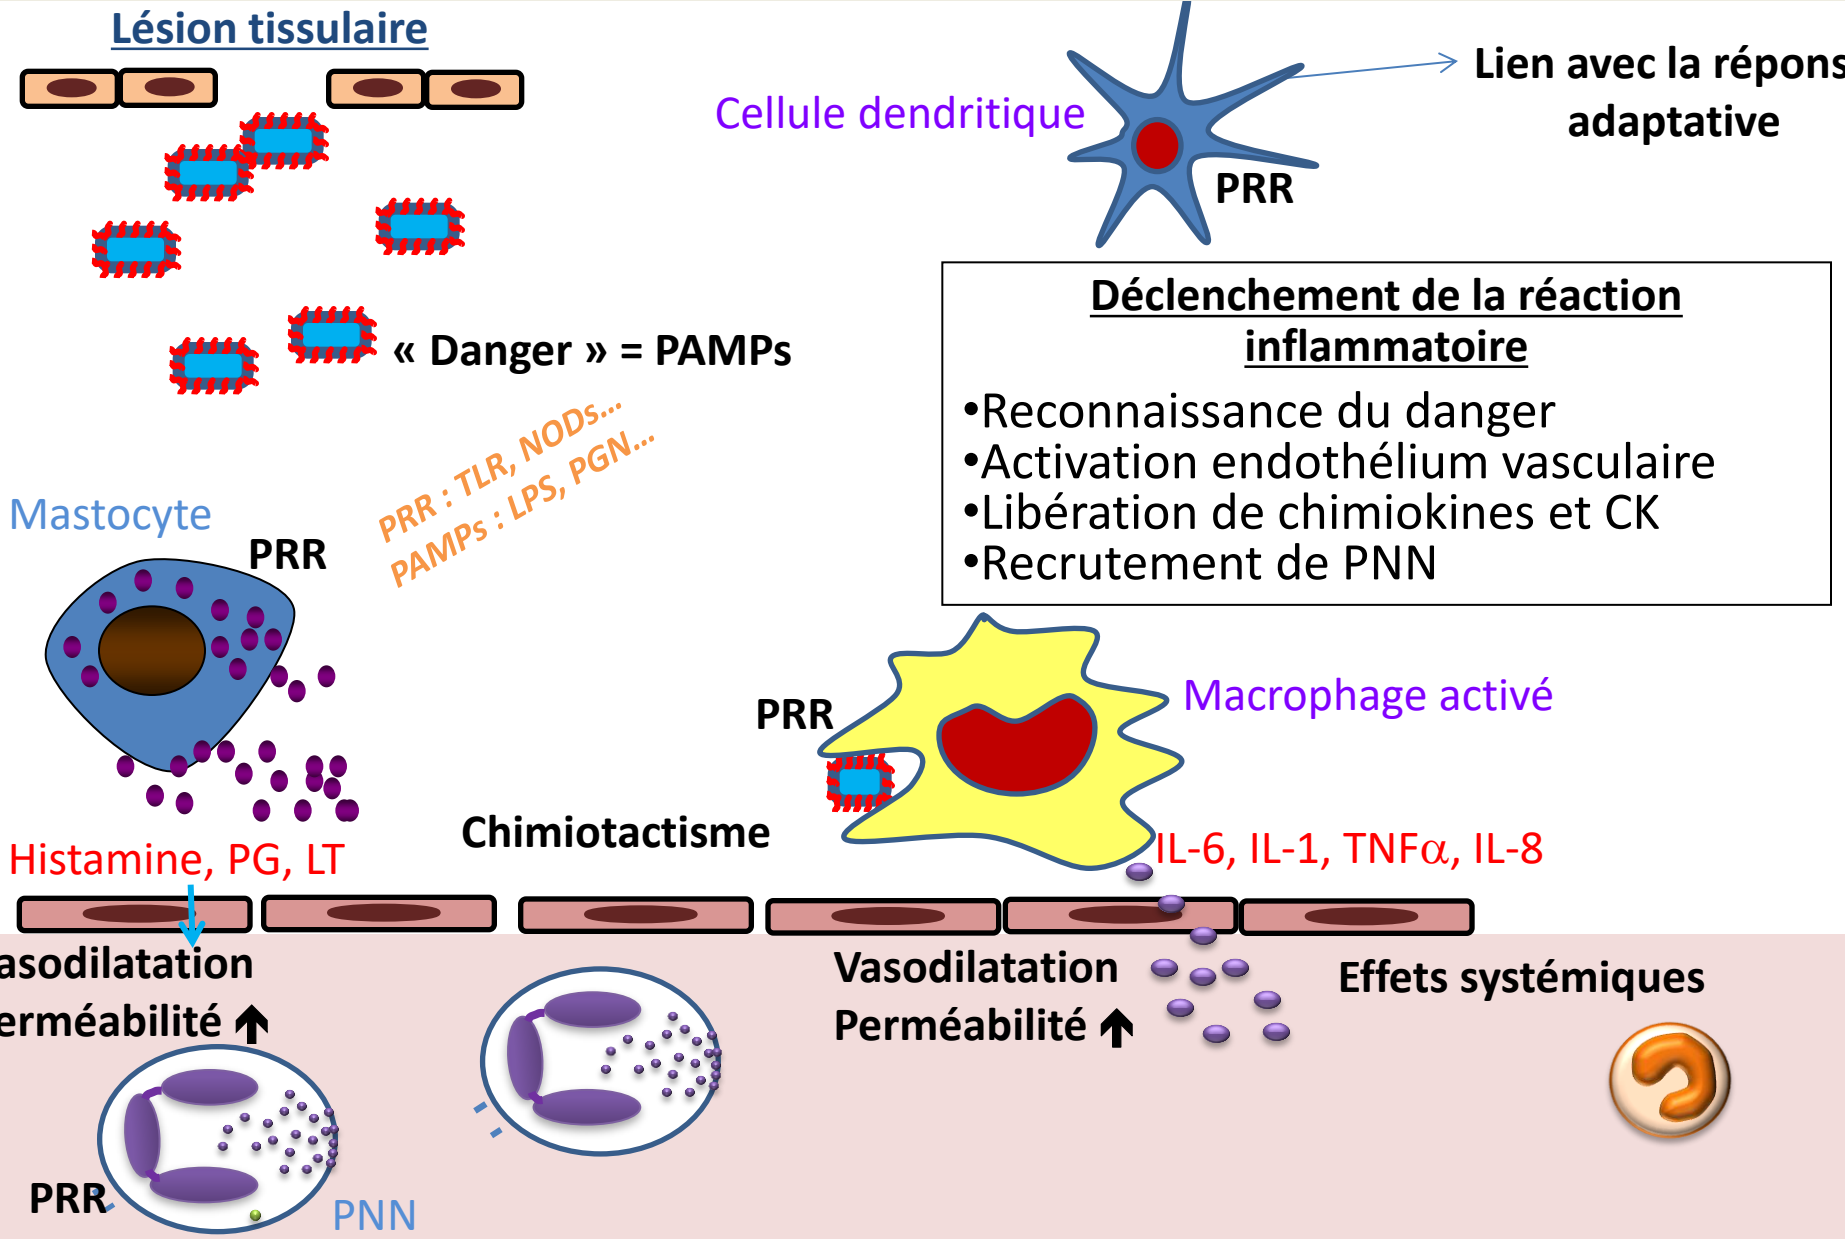 Lésion tissulaire
Cellule dendritique
Lien avec la répons
adaptative
PRR
« Danger » = PAMPs
Déclenchement de la réaction
inflammatoire
•Reconnaissance du danger
•Activation endothélium vasculaire
•Libération de chimiokines et CK
•Recrutement de PNN
PRR : TLR, NODs...
PAMPs : LPS, PGN...
Mastocyte
PRR
PRR
Macrophage activé
Chimiotactisme
Histamine, PG, LT
IL-6, IL-1, TNFα, IL-8
asodilatation
erméabilité
Vasodilatation
Perméabilité
Effets systémiques
PRR
PNN